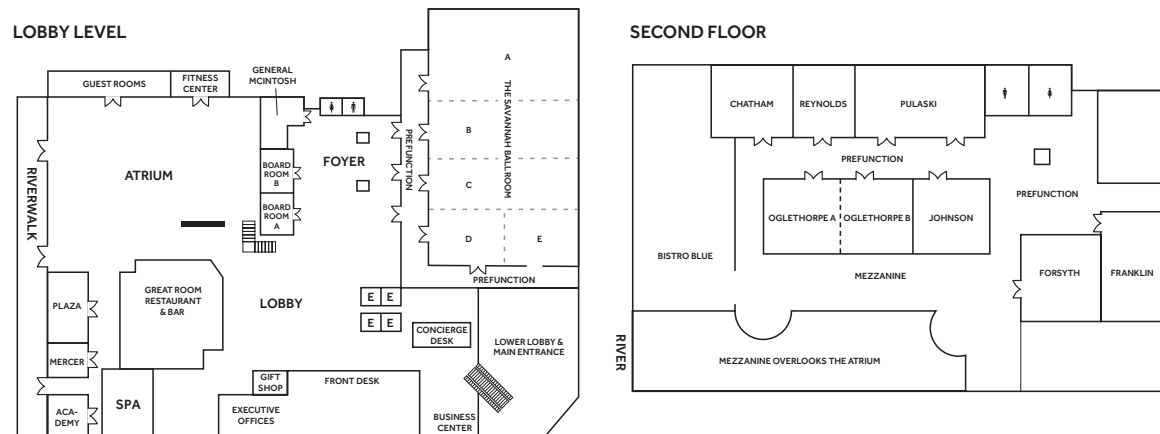 LOBBY LEVEL
GUEST ROOMS
FITNESS
CENTER
GENERAL
MCINTOSH
RIVERWALK
ATRIUM
BOARD
ROOM
B
BOARD
ROOM
A
FOYER
PREFUNCTION
A
B
C
D
E
THE SAVANNAH BALLROOM
PREFUNCTION
PLAZA
MERCER
ACA-
DEMY
GREAT ROOM
RESTAURANT
& BAR
SPA
LOBBY
E E
E E
CONCIERGE
DESK
LOWER LOBBY &
MAIN ENTRANCE
GIFT
SHOP
FRONT DESK
EXECUTIVE
OFFICES
BUSINESS
CENTER
SECOND FLOOR
CHATHAM
REYNOLDS
PULASKI
PREFUNCTION
PREFUNCTION
OGLETHORPE A
OGLETHORPE B
JOHNSON
BISTRO BLUE
MEZZANINE
FORSYTH
FRANKLIN
RIVER
MEZZANINE OVERLOOKS THE ATRIUM